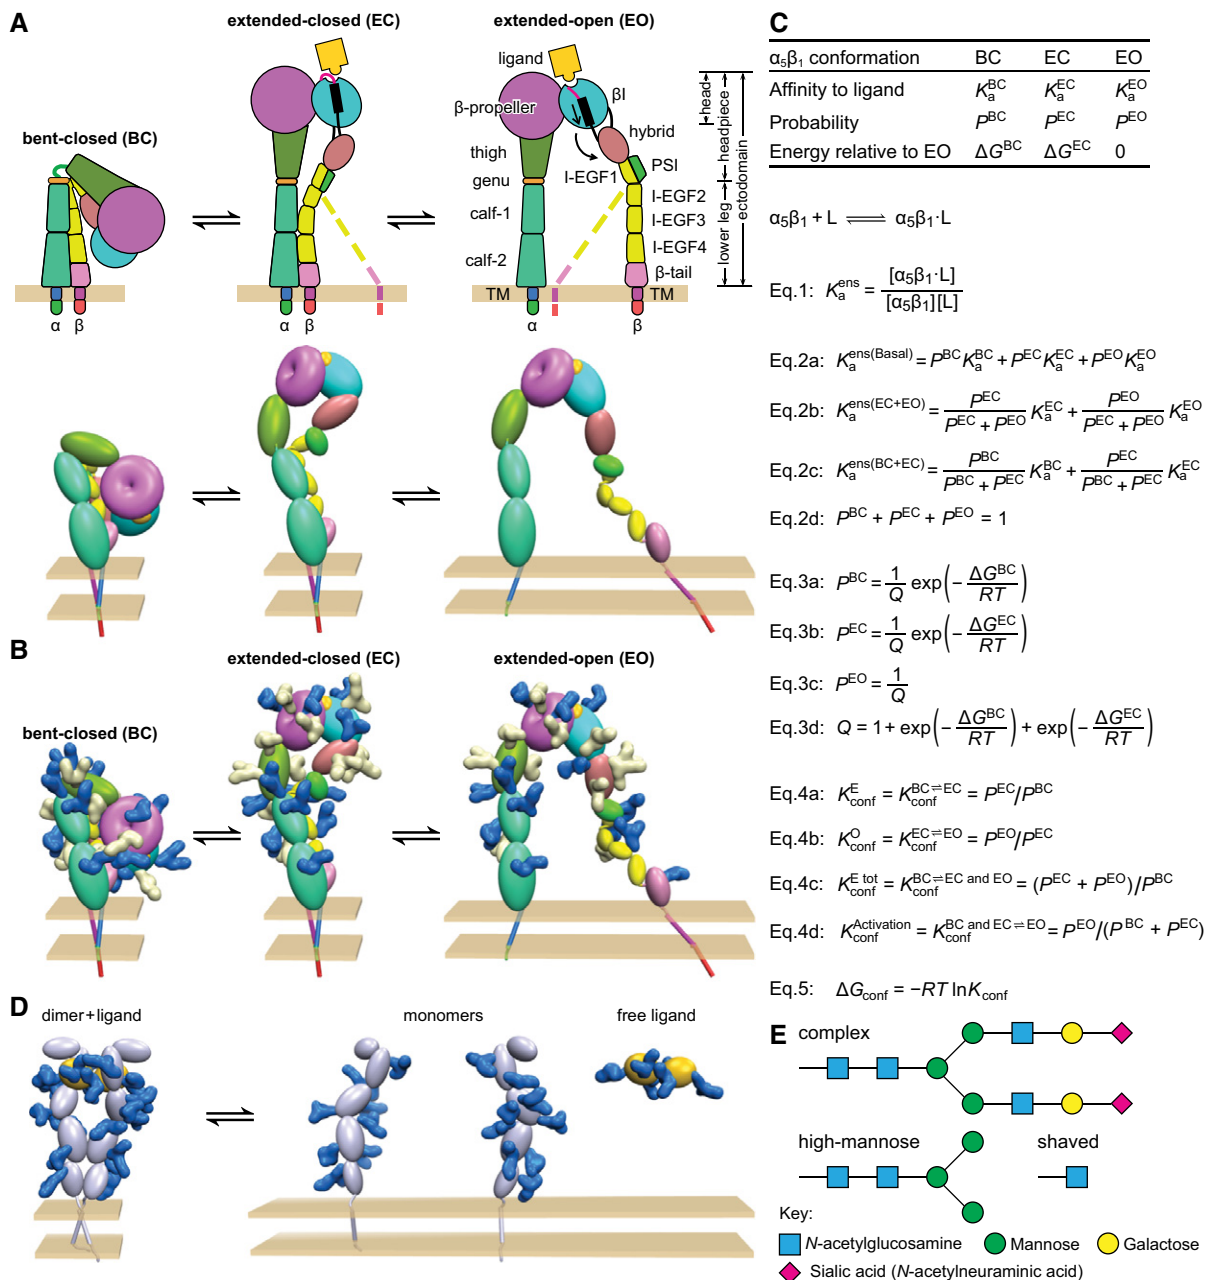 A
bent-closed (BC)
extended-closed (EC)
extended-open (EO)
ligand
β-propeller
βI
hybrid
thigh
PSI
genu
I-EGF1
I-EGF2
calf-1
I-EGF3
calf-2
I-EGF4
β-tail
TM
TM
α
β
α
β
α
β
head
headpiece
lower leg
ectodomain
B
bent-closed (BC)
extended-closed (EC)
extended-open (EO)
C
α₅β₁ conformation BC EC EO
Affinity to ligand K_a^BC K_a^EC K_a^EO
Probability P^BC P^EC P^EO
Energy relative to EO ΔG^BC ΔG^EC 0
α₅β₁ + L ⇌ α₅β₁·L
Eq.1: K_a^ens = [α₅β₁·L] / [α₅β₁][L]
Eq.2a: K_a^ens(Basal) = P^BC K_a^BC + P^EC K_a^EC + P^EO K_a^EO
Eq.2b: K_a^ens(EC+EO) = P^EC / (P^EC + P^EO) K_a^EC + P^EO / (P^EC + P^EO) K_a^EO
Eq.2c: K_a^ens(BC+EC) = P^BC / (P^BC + P^EC) K_a^BC + P^EC / (P^BC + P^EC) K_a^EC
Eq.2d: P^BC + P^EC + P^EO = 1
Eq.3a: P^BC = 1/Q exp(−ΔG^BC/RT)
Eq.3b: P^EC = 1/Q exp(−ΔG^EC/RT)
Eq.3c: P^EO = 1/Q
Eq.3d: Q = 1 + exp(−ΔG^BC/RT) + exp(−ΔG^EC/RT)
Eq.4a: K_conf^E = K_conf^BC⇌EC = P^EC/P^BC
Eq.4b: K_conf^O = K_conf^EC⇌EO = P^EO/P^EC
Eq.4c: K_conf^E tot = K_conf^BC⇌EC and EO = (P^EC + P^EO)/P^BC
Eq.4d: K_conf^Activation = K_conf^BC and EC⇌EO = P^EO/(P^BC + P^EC)
Eq.5: ΔG_conf = −RT lnK_conf
D
dimer+ligand
monomers
free ligand
E
complex
high-mannose
shaved
Key:
N-acetylglucosamine
Mannose
Galactose
Sialic acid (N-acetylneuraminic acid)